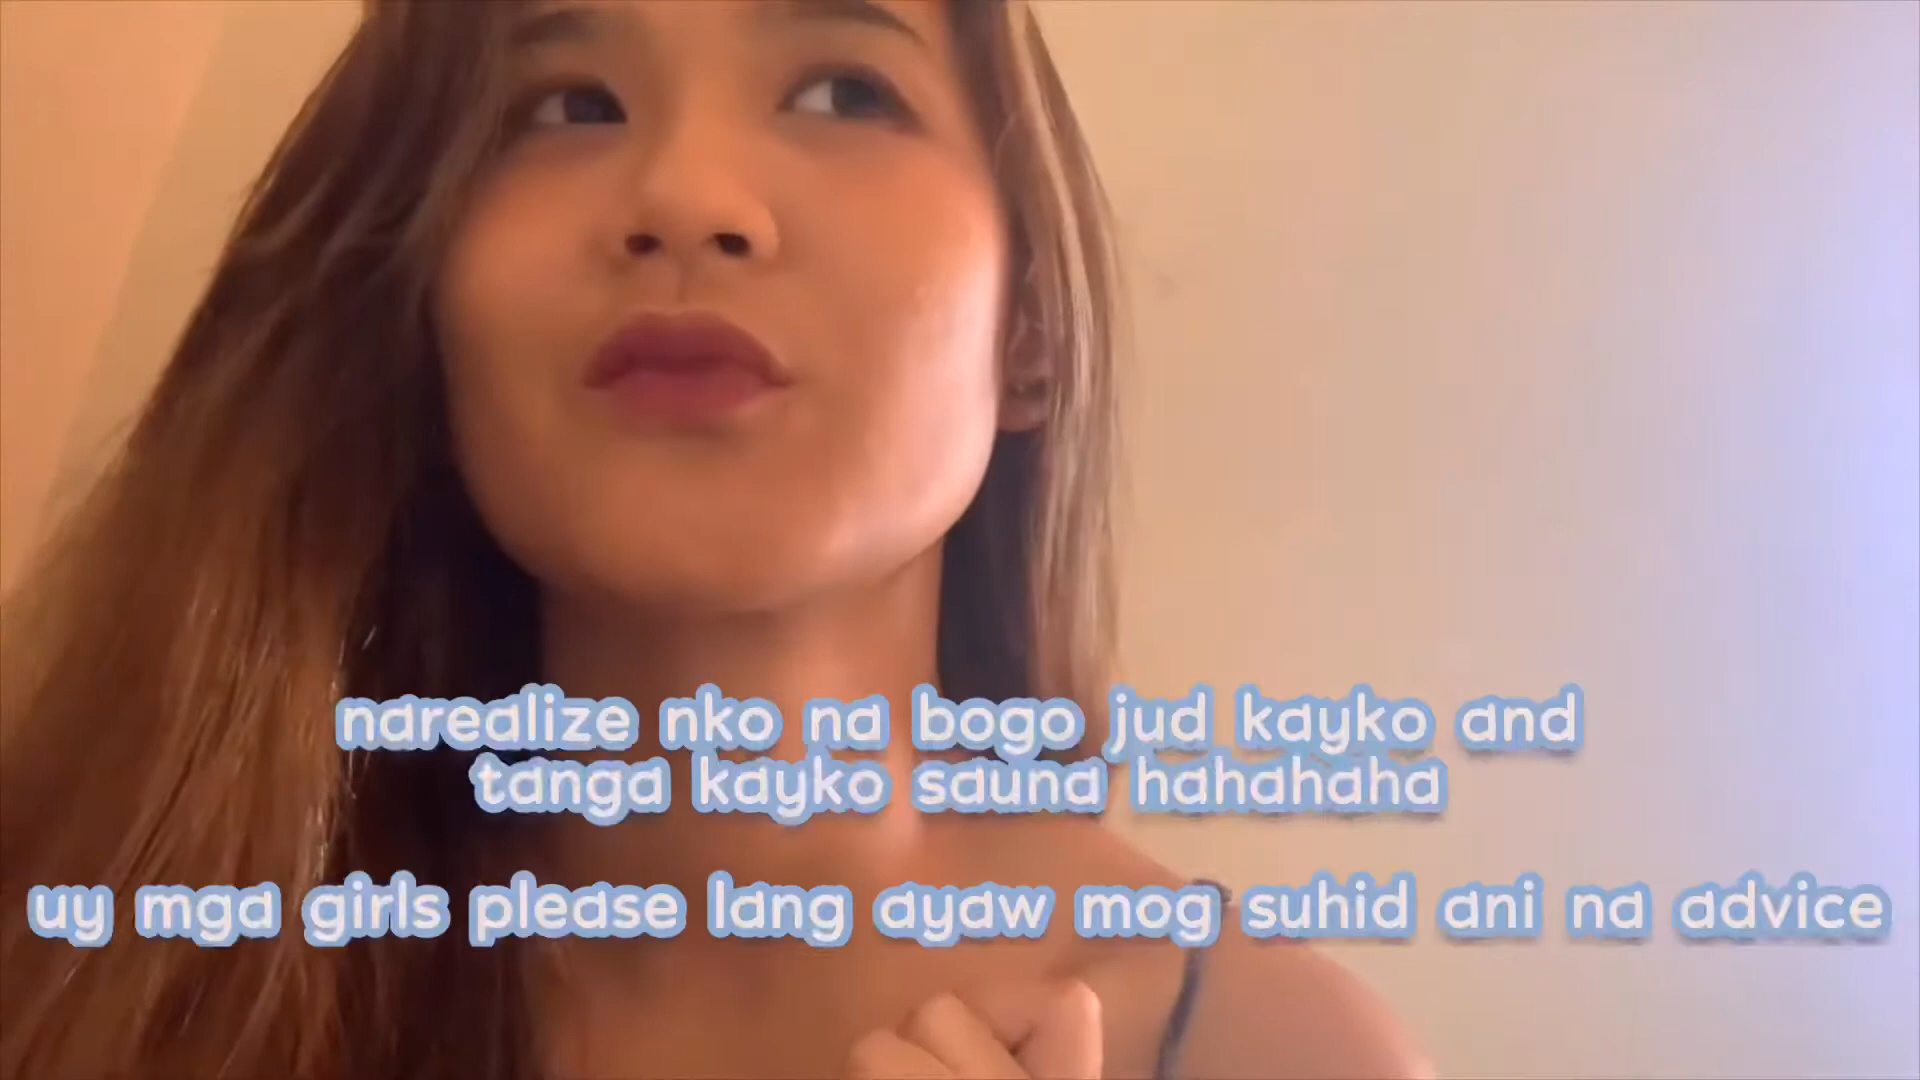 narealize nko na bogo jud kayko and
tanga kayko sauna hahahaha
uy mga girls please lang ayaw mog suhid ani na advice